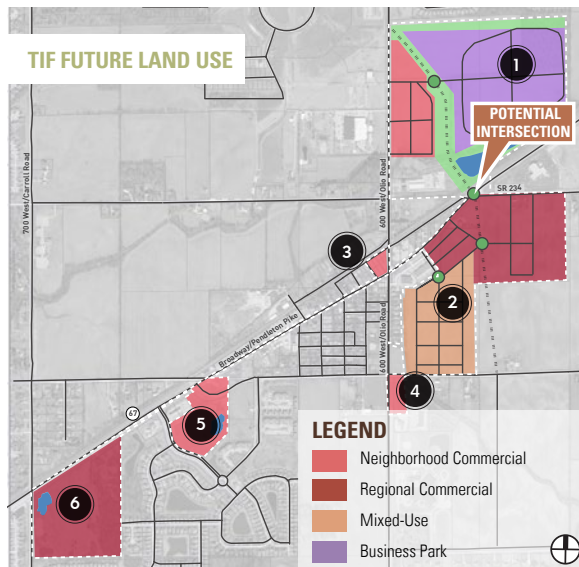 TIF FUTURE LAND USE
1
POTENTIAL
INTERSECTION
SR 234
700 West/Carroll Road
600 West/Olio Road
3
2
Broadway/Pendleton Pike
600 West/Olio Road
4
67
5
6
LEGEND
Neighborhood Commercial
Regional Commercial
Mixed-Use
Business Park